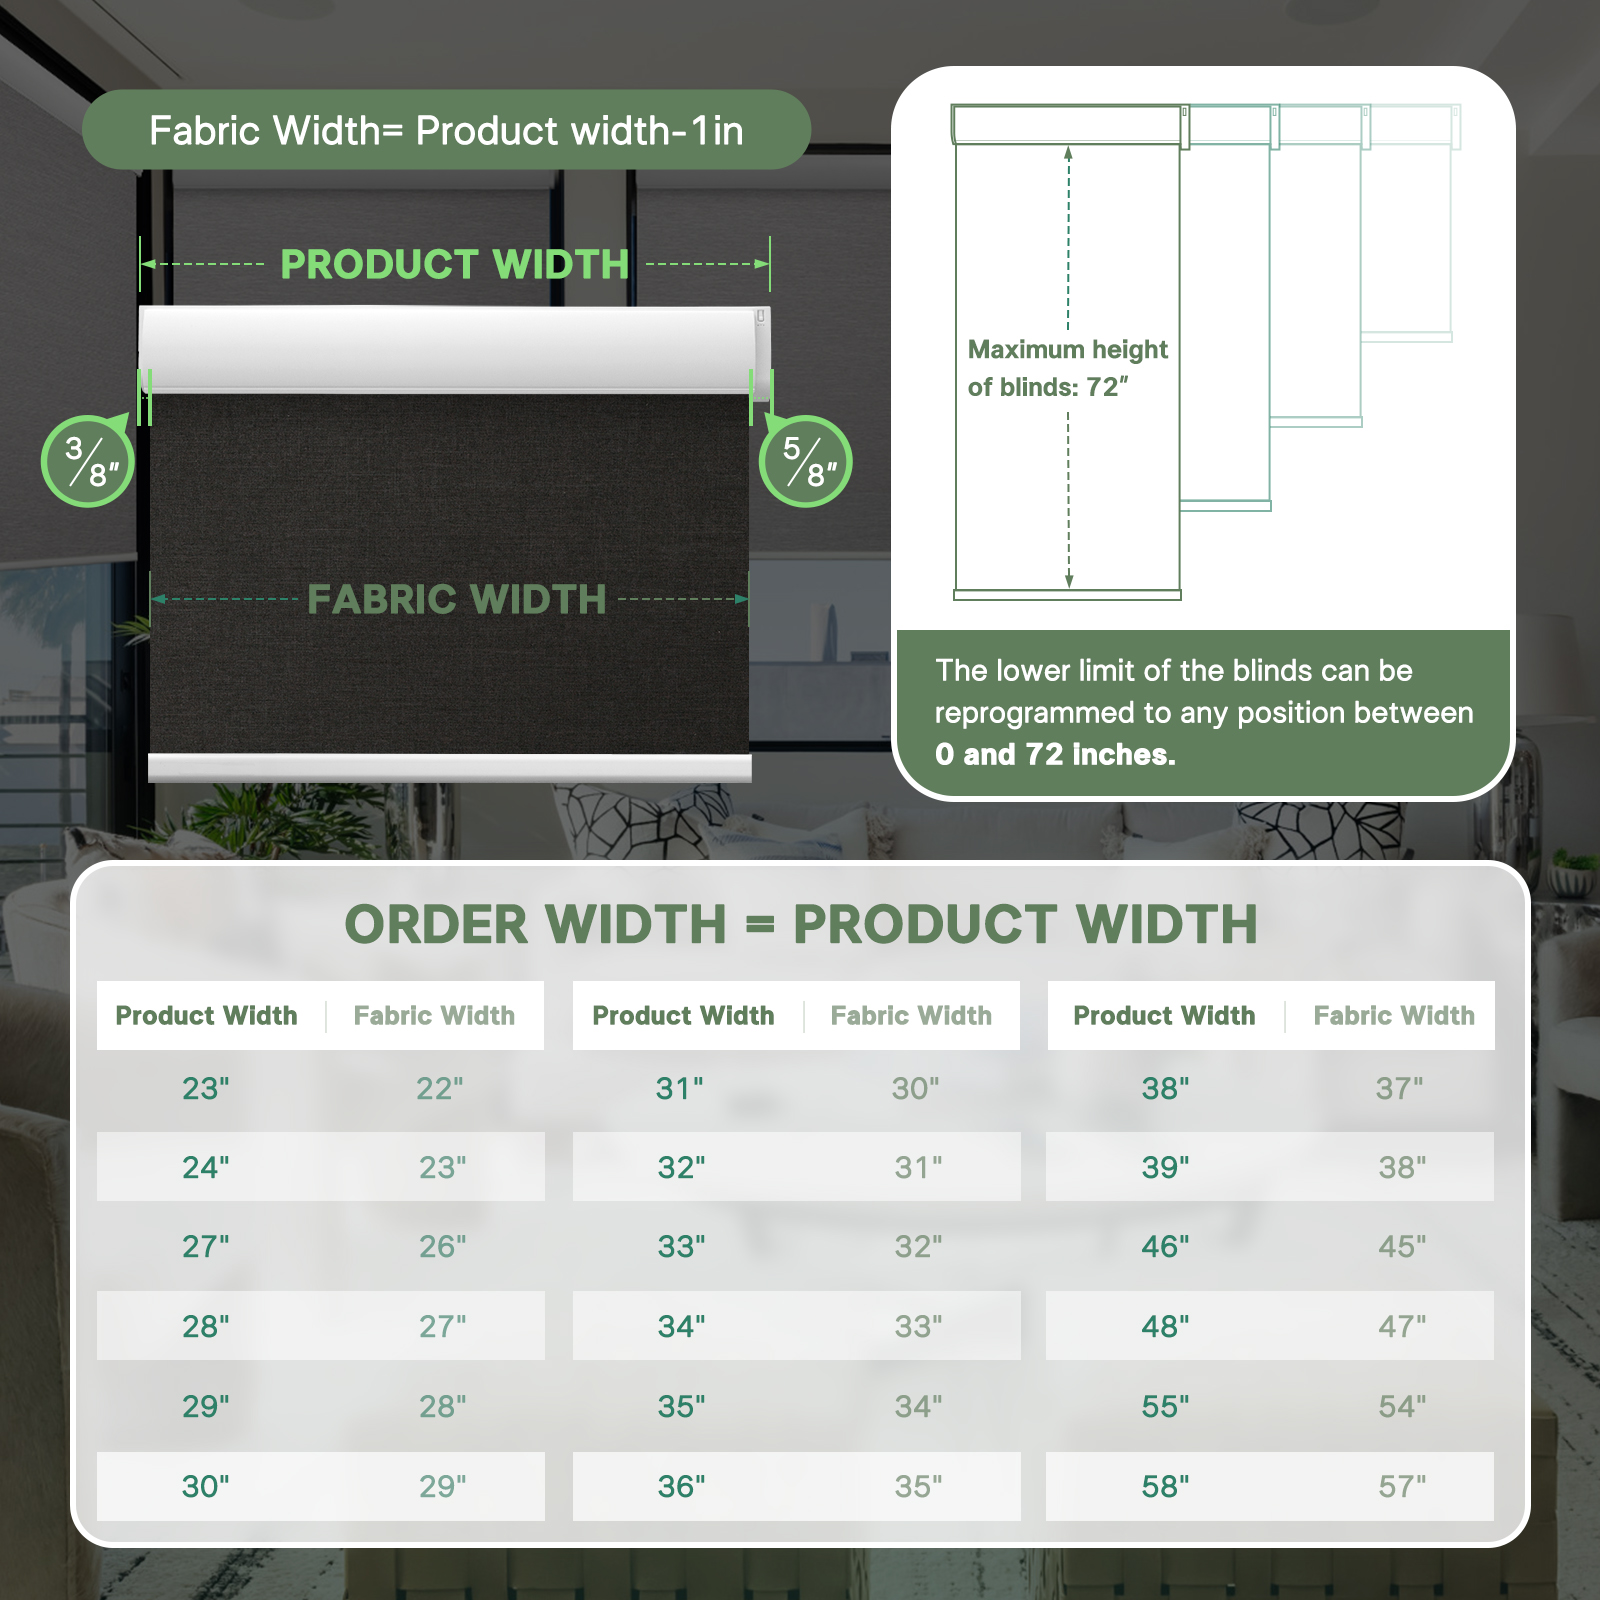 Fabric Width= Product width-1in
PRODUCT WIDTH
3/8"
5/8"
FABRIC WIDTH
Maximum height
of blinds: 72"
The lower limit of the blinds can be
reprogrammed to any position between
0 and 72 inches.
ORDER WIDTH = PRODUCT WIDTH
Product Width Fabric Width Product Width Fabric Width Product Width Fabric Width
23" 22" 31" 30" 38" 37"
24" 23" 32" 31" 39" 38"
27" 26" 33" 32" 46" 45"
28" 27" 34" 33" 48" 47"
29" 28" 35" 34" 55" 54"
30" 29" 36" 35" 58" 57"